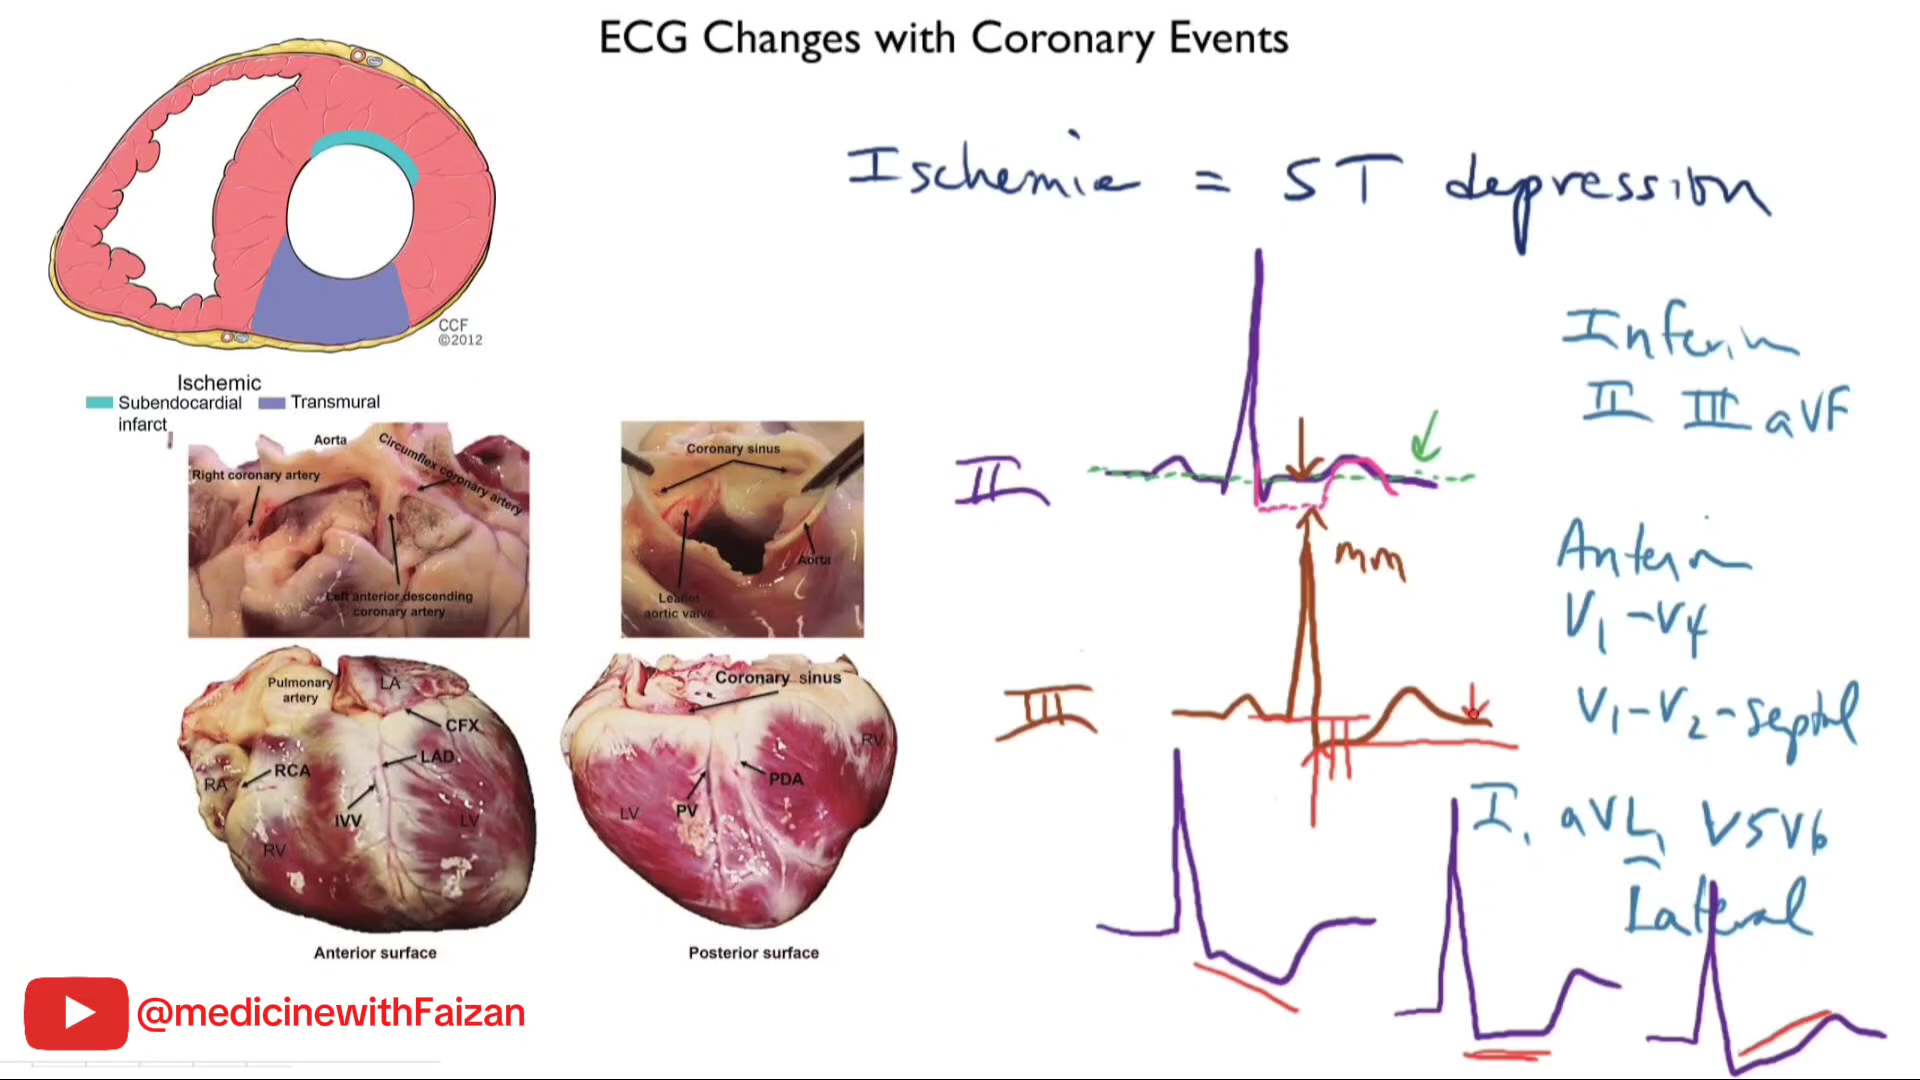 ECG Changes with Coronary Events
Ischemia = ST depression
CCF
©2012
Ischemic
Subendocardial
infarct
Transmural
Aorta
Circumflex coronary artery
Right coronary artery
Left anterior descending
coronary artery
Coronary sinus
Aorta
Leaflet
aortic valve
Pulmonary
artery
LA
CFX
LAD
RCA
RA
IVV
LV
RV
Anterior surface
Coronary sinus
RV
PDA
PV
LV
Posterior surface
II
mm
III
Inferior
II III aVF
Anterior
V1-V4
V1-V2-septal
I, aVL, V5V6
Lateral
@medicinewithFaizan